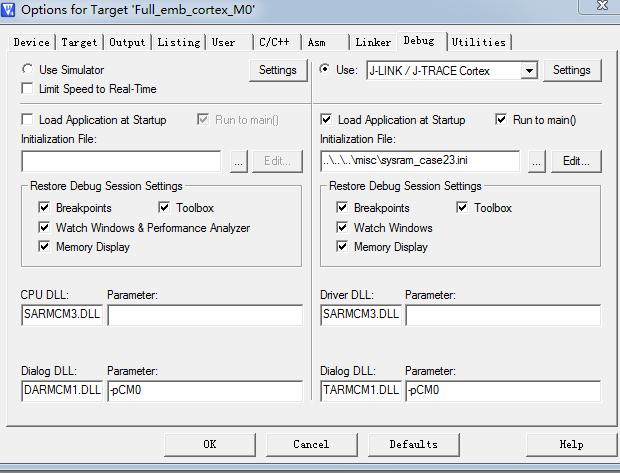 Options for Target 'Full_emb_cortex_M0'
Device Target Output Listing User C/C++ Asm Linker Debug Utilities
Use Simulator Settings Use: J-LINK / J-TRACE Cortex Settings
Limit Speed to Real-Time
Load Application at Startup Run to main() Load Application at Startup Run to main()
Initialization File: Initialization File:
... Edit... ..\..\..\misc\sysram_case23.ini ... Edit...
Restore Debug Session Settings Restore Debug Session Settings
Breakpoints Toolbox Breakpoints Toolbox
Watch Windows & Performance Analyzer Watch Windows
Memory Display Memory Display
CPU DLL: Parameter: Driver DLL: Parameter:
SARMCM3.DLL SARMCM3.DLL
Dialog DLL: Parameter: Dialog DLL: Parameter:
DARMCM1.DLL -pCM0 TARMCM1.DLL -pCM0
OK Cancel Defaults Help